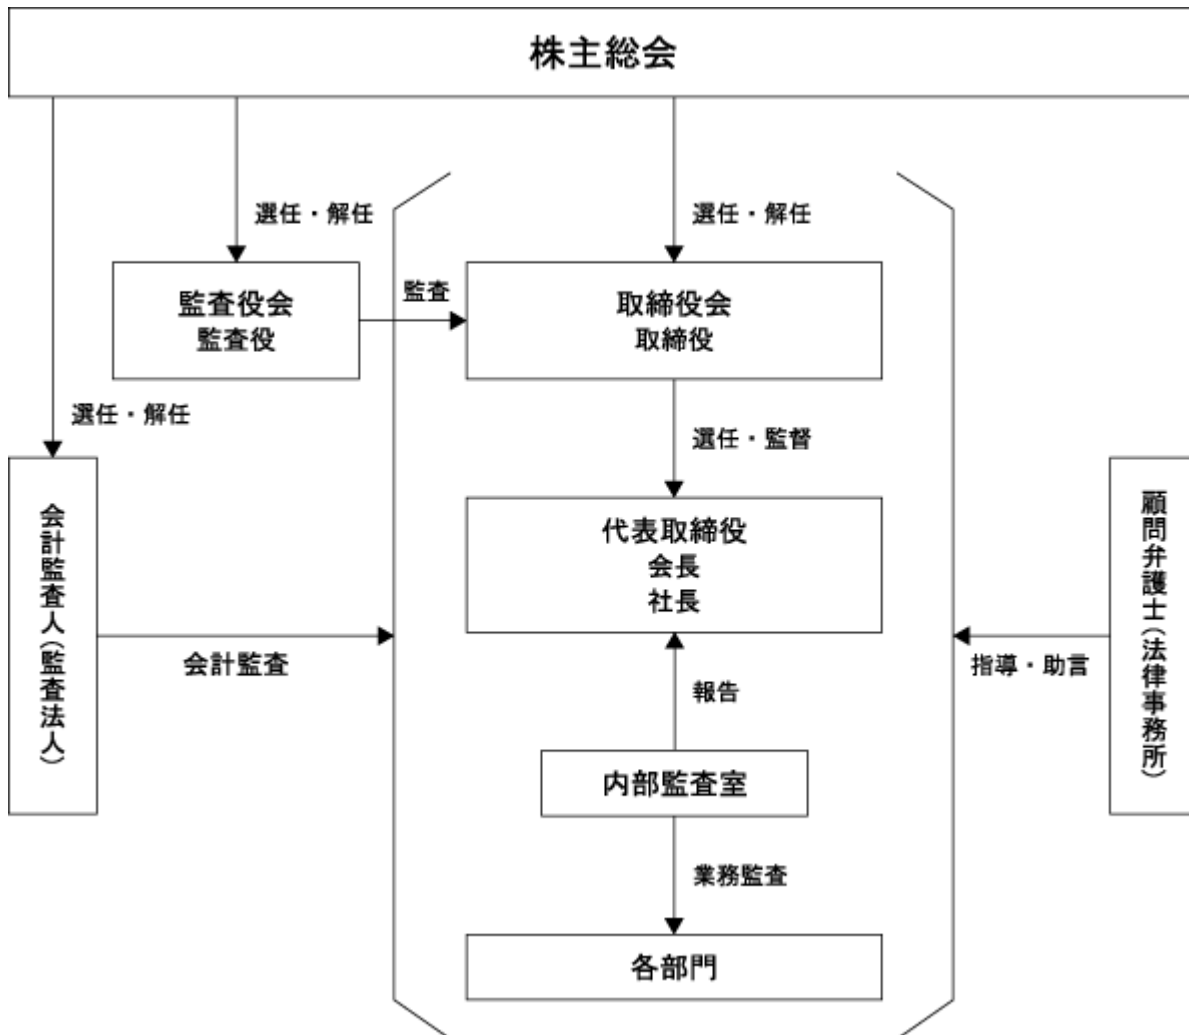 株主総会
選任・解任
選任・解任
監査役会
監査役
監査
取締役会
取締役
選任・解任
選任・監督
会計監査人(監査法人)
代表取締役
会長
社長
顧問弁護士(法律事務所)
会計監査
指導・助言
報告
内部監査室
業務監査
各部門